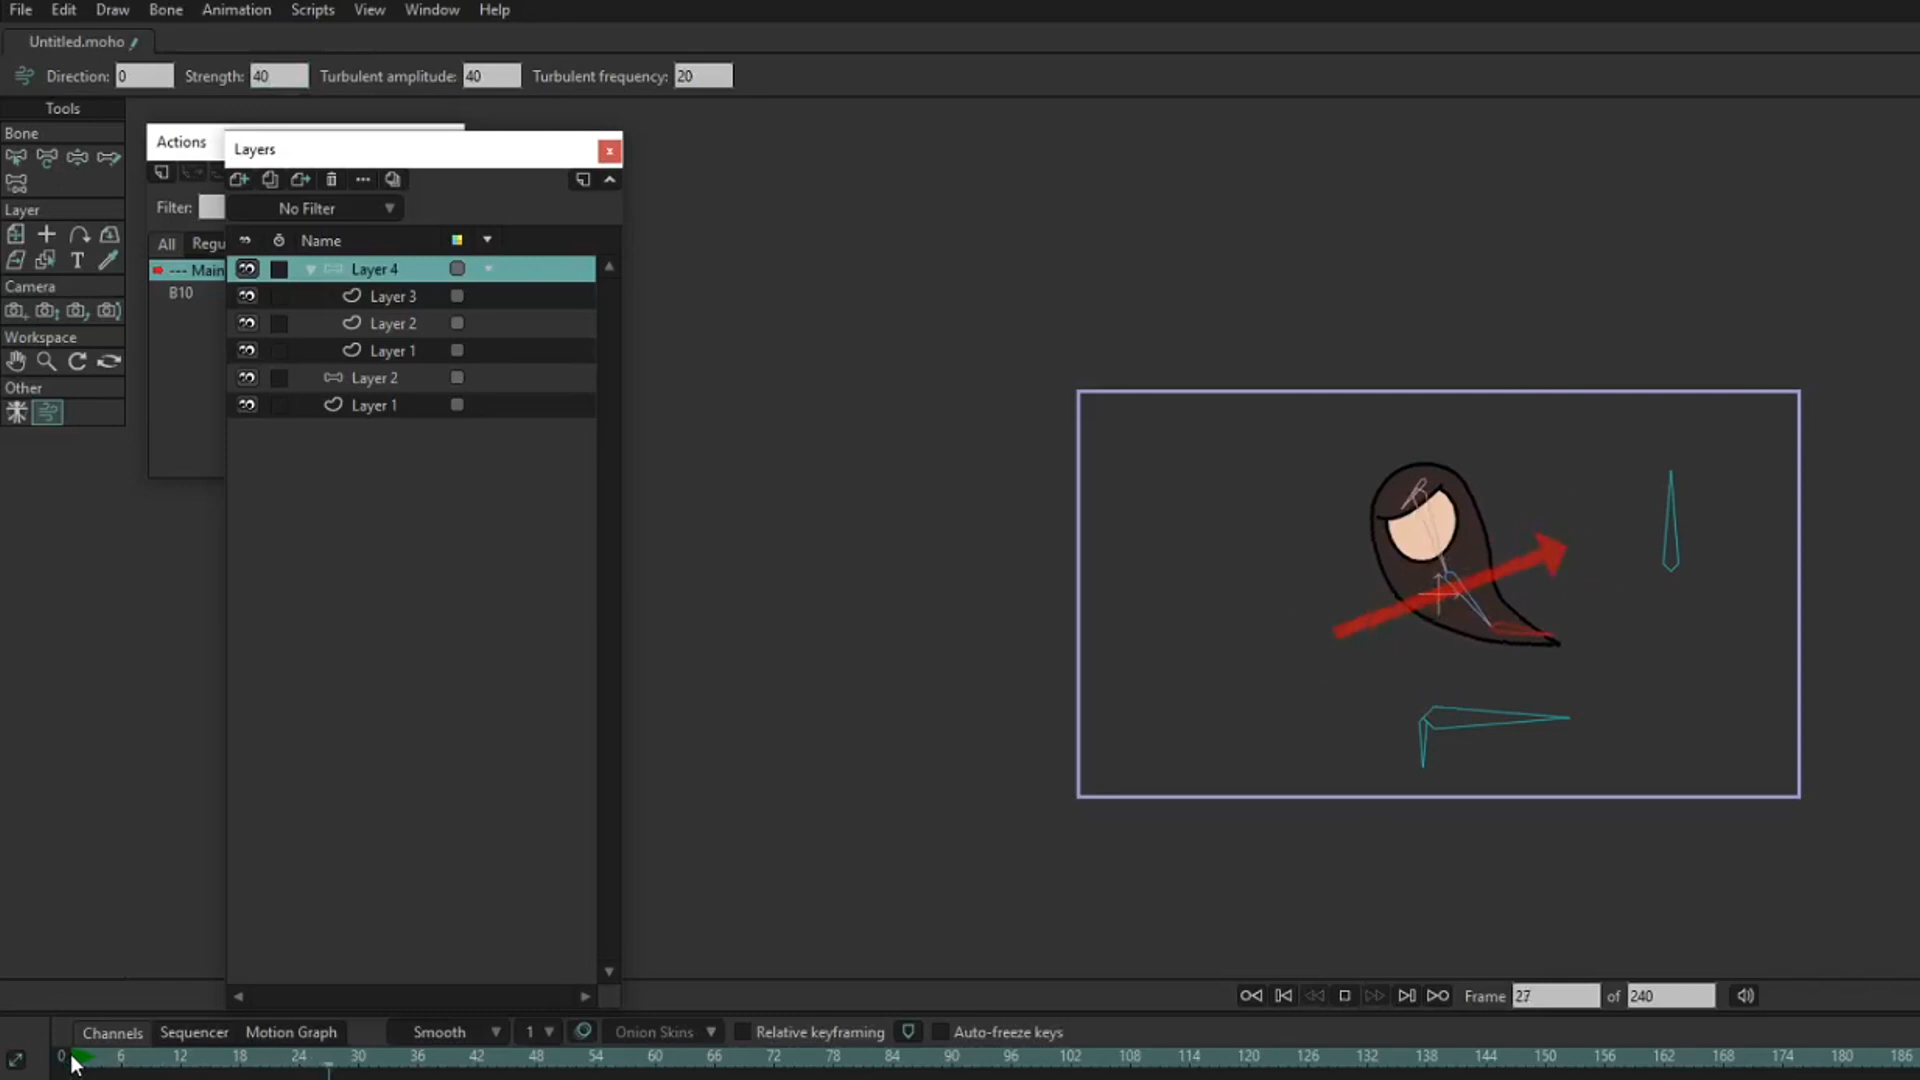 File Edit Draw Bone Animation Scripts View Window Help
Untitled.moho
Direction: 0 Strength: 40 Turbulent amplitude: 40 Turbulent frequency: 20
Tools
Bone
Layer
Camera
Workspace
Other
Actions
Filter:
All Regu
--- Main
B10
Layers
No Filter
Name
Layer 4
Layer 3
Layer 2
Layer 1
Layer 2
Layer 1
Frame 27 of 240
Channels Sequencer Motion Graph Smooth 1 Onion Skins Relative keyframing Auto-freeze keys
0 6 12 18 24 30 36 42 48 54 60 66 72 78 84 90 96 102 108 114 120 126 132 138 144 150 156 162 168 174 180 186